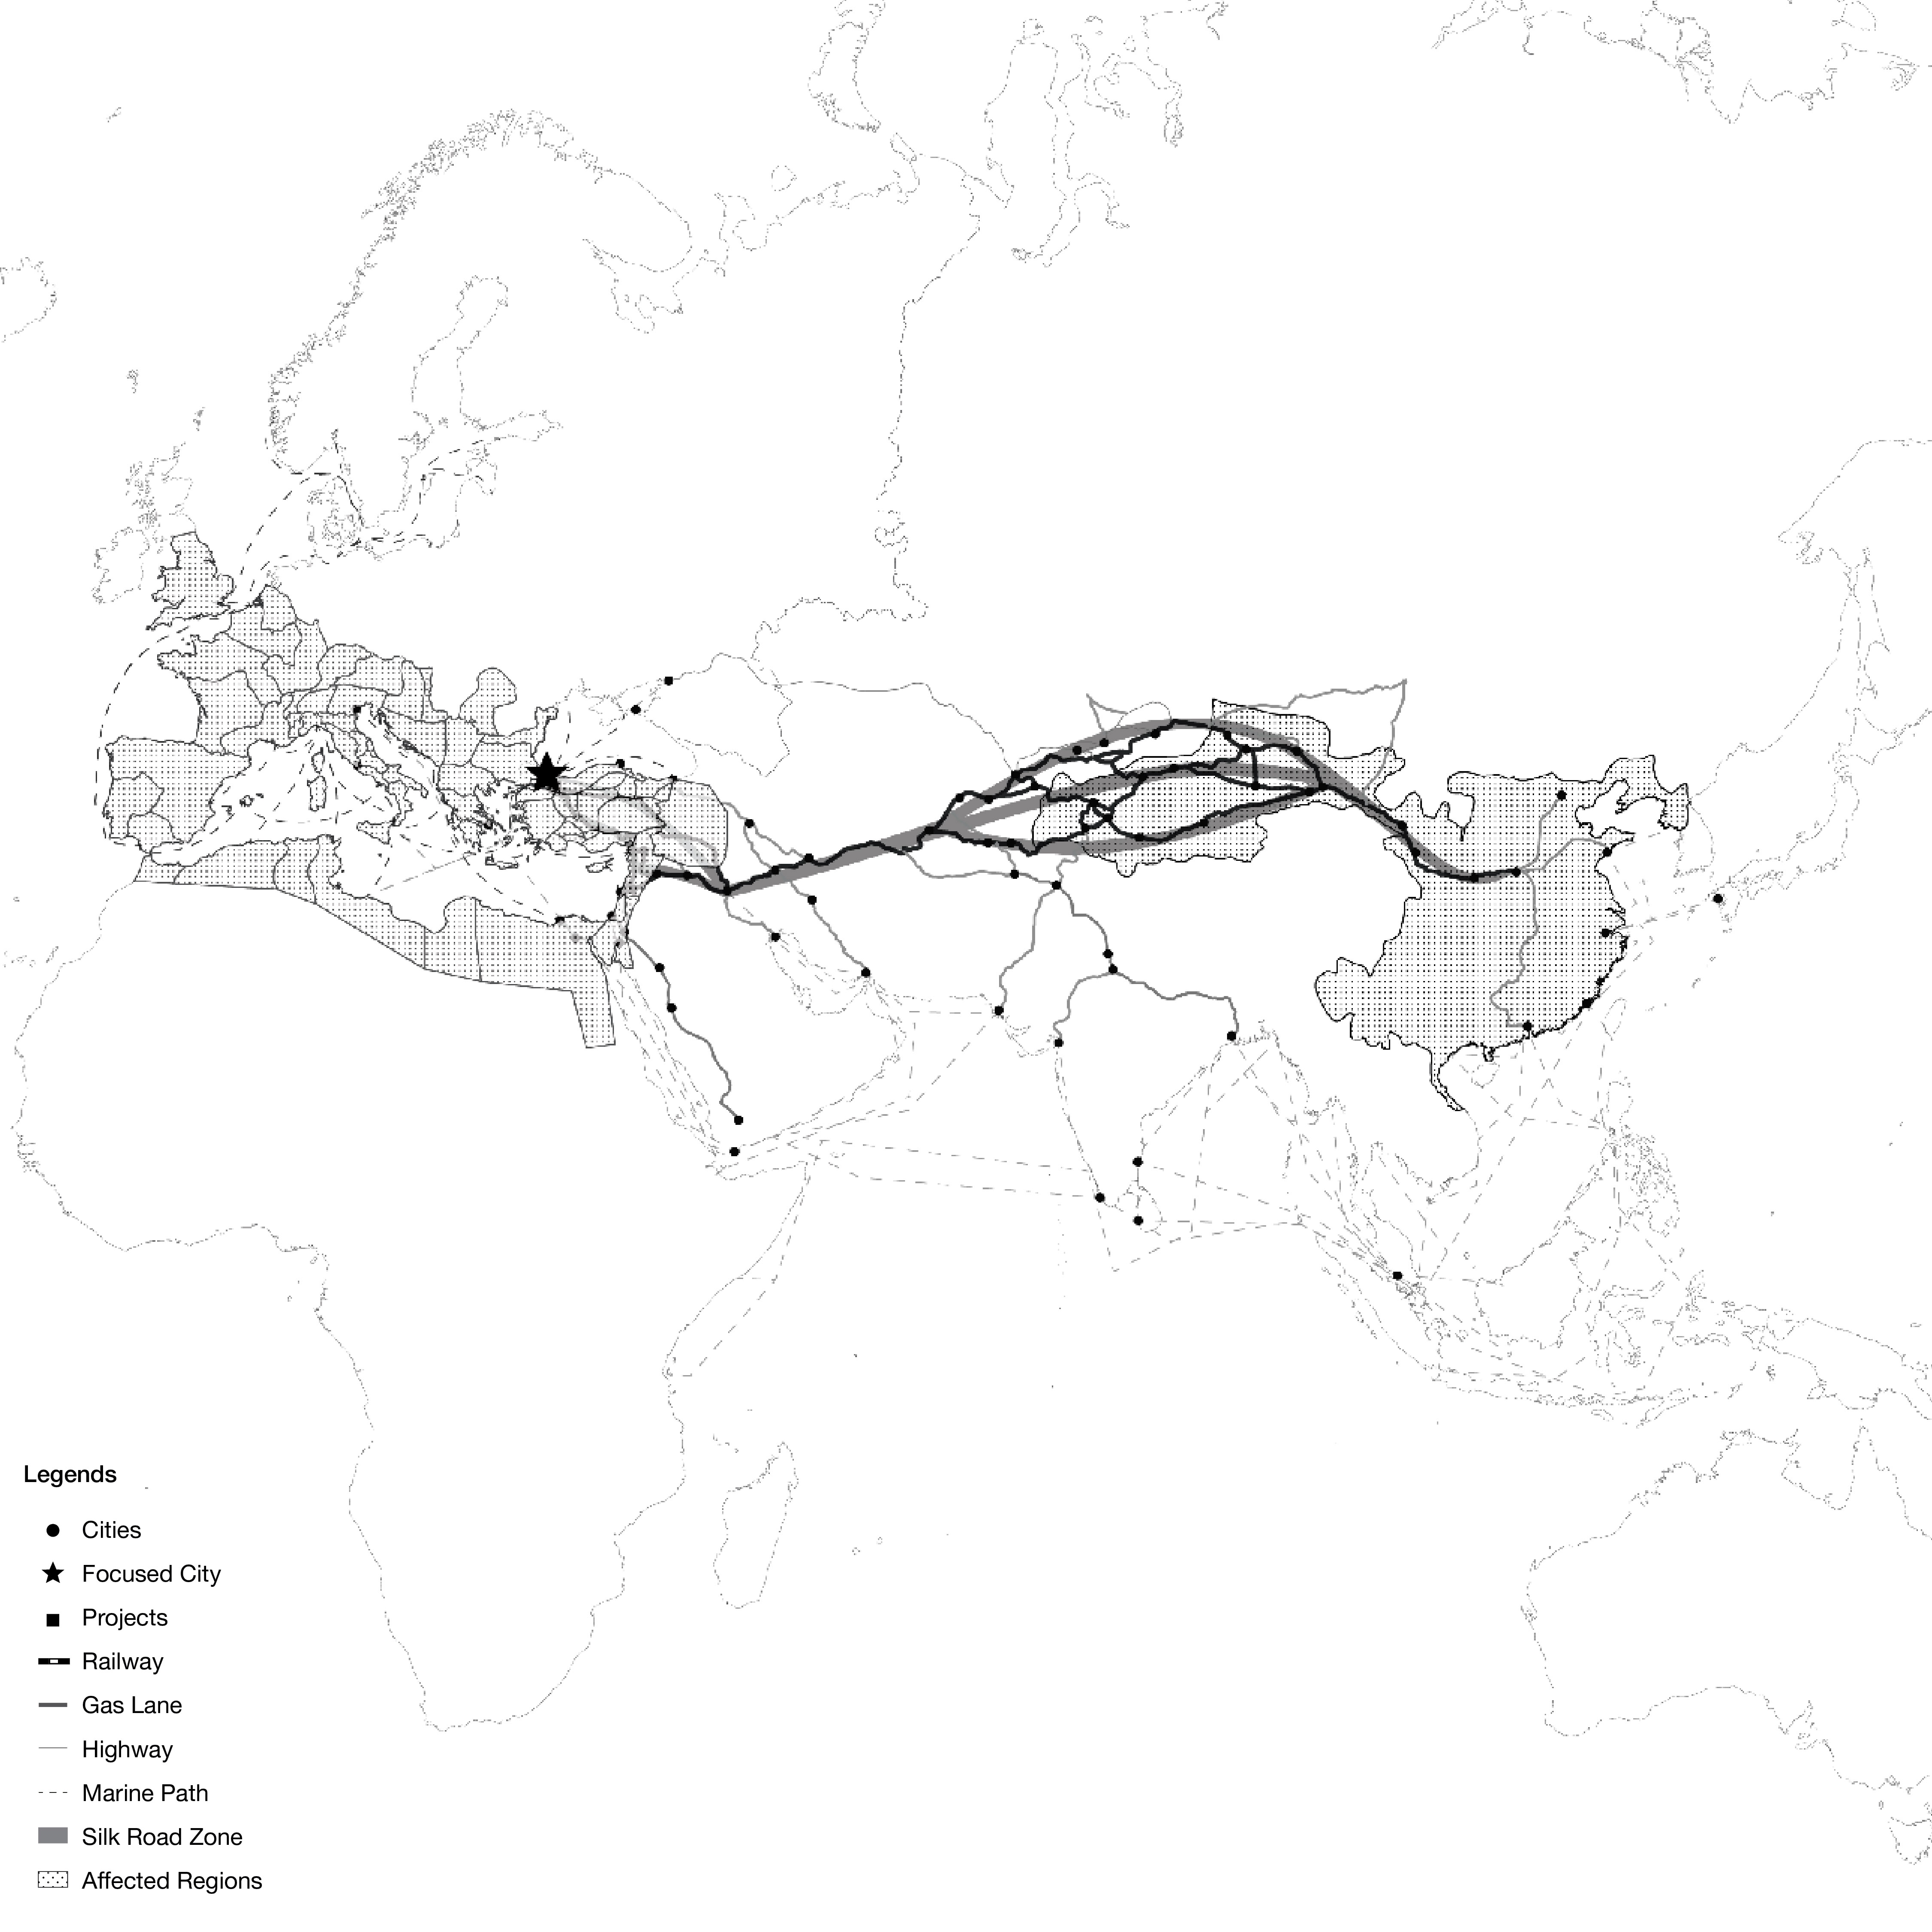 Legends
Cities
Focused City
Projects
Railway
Gas Lane
Highway
Marine Path
Silk Road Zone
Affected Regions